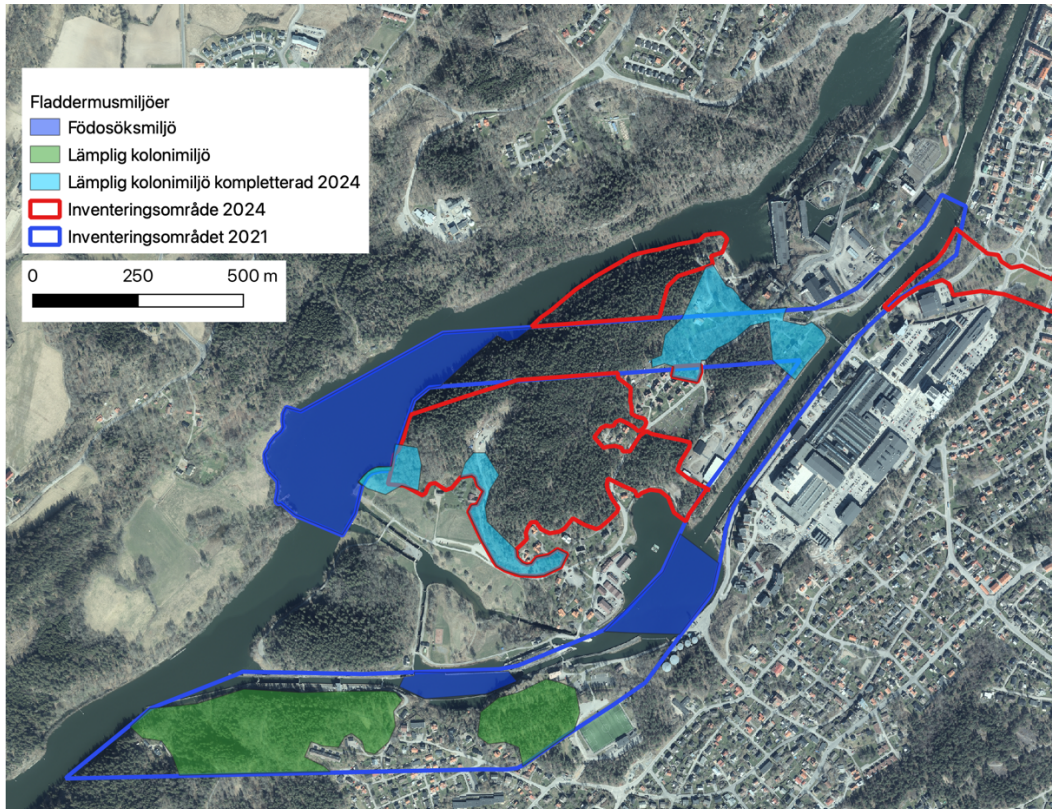 Fladdermusmiljöer
Födosöksmiljö
Lämplig kolonimiljö
Lämplig kolonimiljö kompletterad 2024
Inventeringsområde 2024
Inventeringsområdet 2021
0 250 500 m